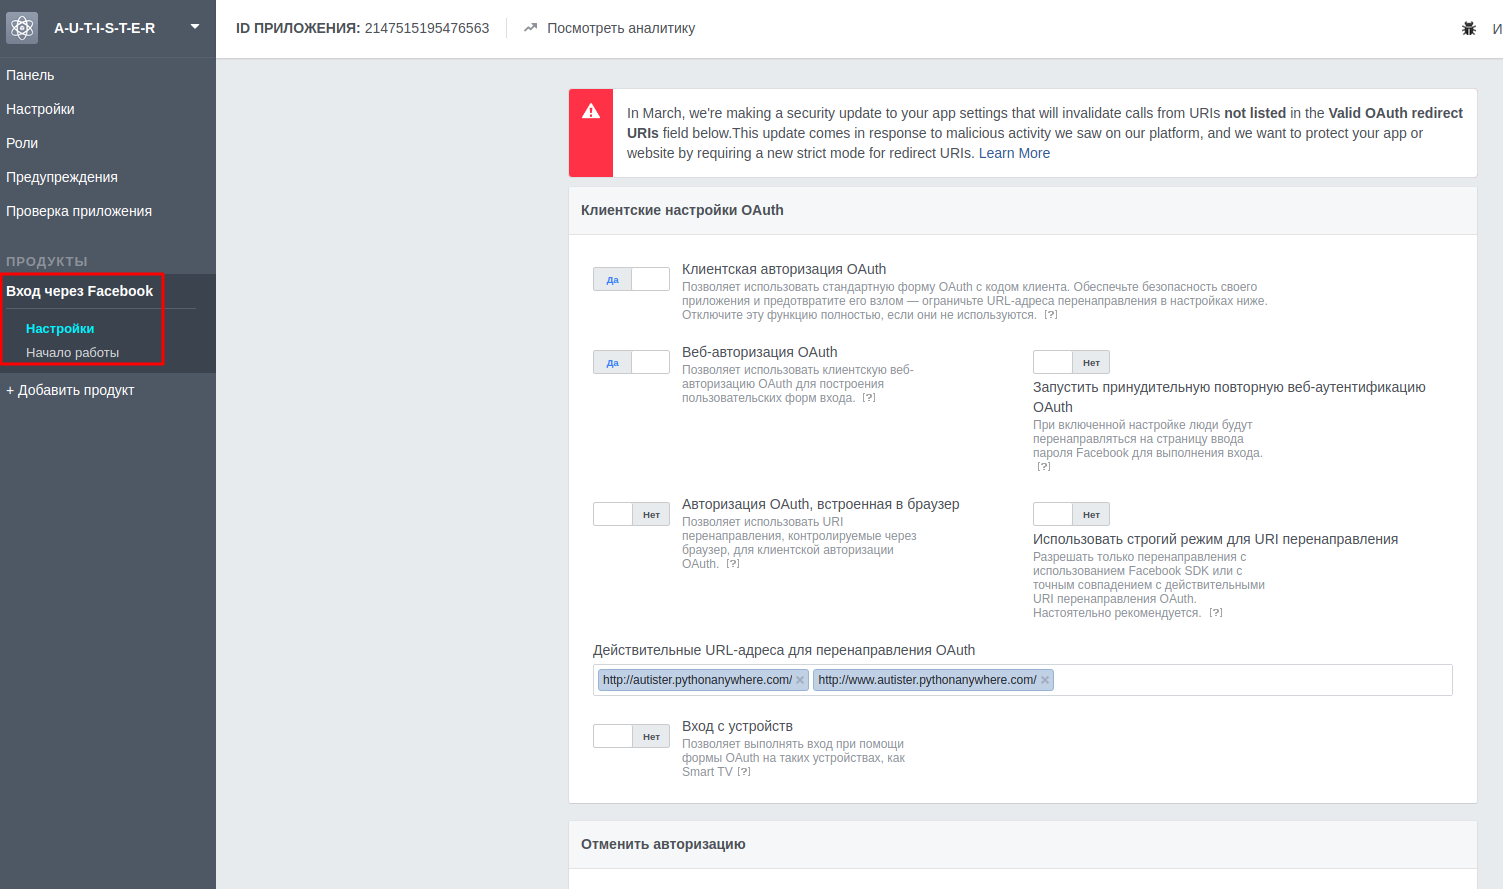 A-U-T-I-S-T-E-R
ID ПРИЛОЖЕНИЯ: 2147515195476563
Посмотреть аналитику
И
Панель
Настройки
Роли
Предупреждения
Проверка приложения
ПРОДУКТЫ
Вход через Facebook
Настройки
Начало работы
+ Добавить продукт
In March, we're making a security update to your app settings that will invalidate calls from URIs not listed in the Valid OAuth redirect
URIs field below.This update comes in response to malicious activity we saw on our platform, and we want to protect your app or
website by requiring a new strict mode for redirect URIs. Learn More
Клиентские настройки OAuth
Да
Клиентская авторизация OAuth
Позволяет использовать стандартную форму OAuth с кодом клиента. Обеспечьте безопасность своего
приложения и предотвратите его взлом — ограничьте URL-адреса перенаправления в настройках ниже.
Отключите эту функцию полностью, если они не используются. [?]
Да
Веб-авторизация OAuth
Позволяет использовать клиентскую веб-
авторизацию OAuth для построения
пользовательских форм входа. [?]
Нет
Запустить принудительную повторную веб-аутентификацию
OAuth
При включенной настройке люди будут
перенаправляться на страницу ввода
пароля Facebook для выполнения входа.
[?]
Нет
Авторизация OAuth, встроенная в браузер
Позволяет использовать URI
перенаправления, контролируемые через
браузер, для клиентской авторизации
OAuth. [?]
Нет
Использовать строгий режим для URI перенаправления
Разрешать только перенаправления с
использованием Facebook SDK или с
точным совпадением с действительными
URI перенаправления OAuth.
Настоятельно рекомендуется. [?]
Действительные URL-адреса для перенаправления OAuth
http://autister.pythonanywhere.com/ × http://www.autister.pythonanywhere.com/ ×
Нет
Вход с устройств
Позволяет выполнять вход при помощи
формы OAuth на таких устройствах, как
Smart TV [?]
Отменить авторизацию